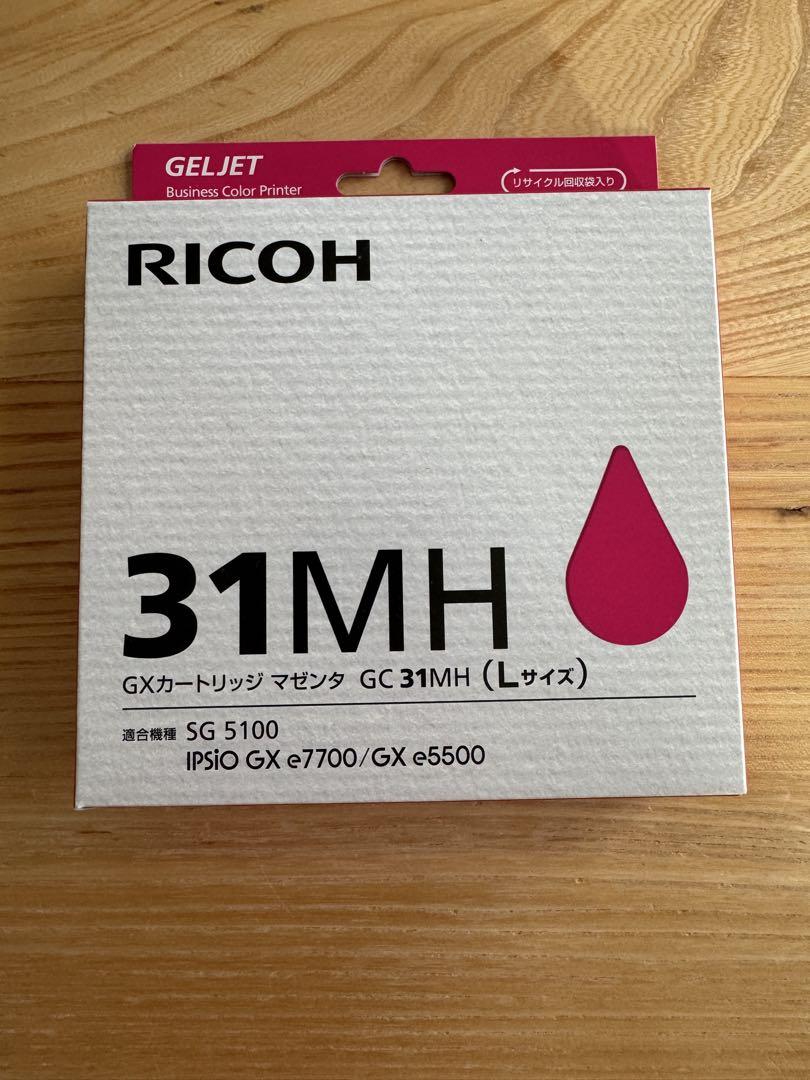 GELJET
Business Color Printer
リサイクル回収袋入り
RICOH
31MH
GXカートリッジ マゼンタ GC 31MH (Lサイズ)
適合機種 SG 5100
IPSiO GX e7700/GX e5500